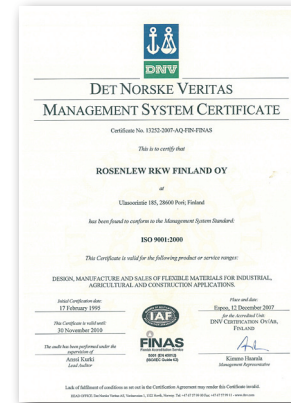 DNV
DET NORSKE VERITAS
MANAGEMENT SYSTEM CERTIFICATE
Certificate No. 13252-2007-AQ-FIN-FINAS
This is to certify that
ROSENLEW RKW FINLAND OY
at
28600 Pori, Finland
has been found to conform to the Management System Standard:
ISO 9001:2000
This Certificate is valid for the following product or service ranges:
DESIGN, MANUFACTURE AND SALES OF FLEXIBLE MATERIALS FOR INDUSTRIAL,
AGRICULTURAL AND CONSTRUCTION APPLICATIONS.
Initial Certification date:
17 February 1995
This Certificate is valid until
30 November 2010
The audit has been performed under the
supervision of
Anssi Kurki
Lead Auditor
IAF
FINAS
Finnish Accreditation Service
Place and date:
Espoo, 12 December 2007
for the Accredited Unit:
DNV CERTIFICATION OY/AB,
FINLAND
Kimmo Haarala
Management Representative
Lack of fulfilment of conditions as set out in the Certification Agreement may render this Certificate invalid.